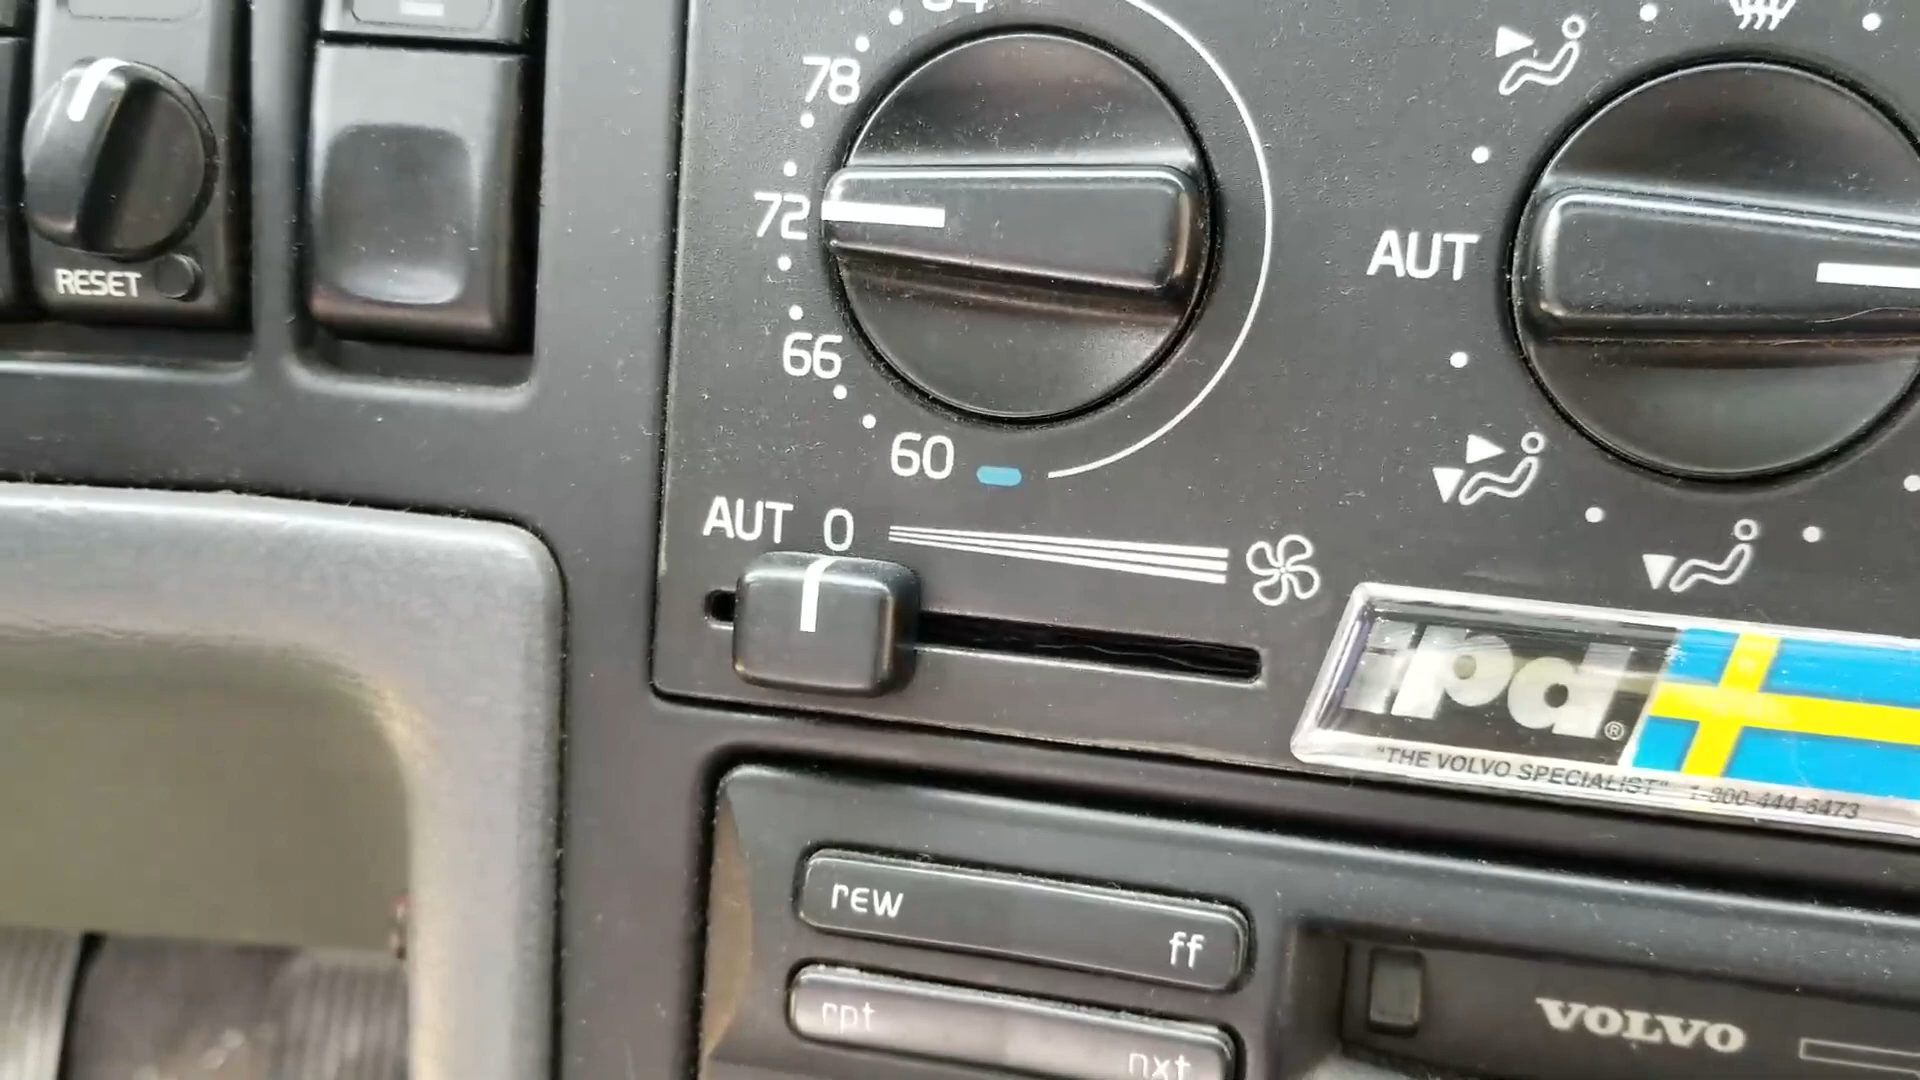 78
72
66
60
RESET
AUT
AUT 0
ipd®
"THE VOLVO SPECIALIST" 1-800-444-6473
rew
ff
rpt
nxt
VOLVO